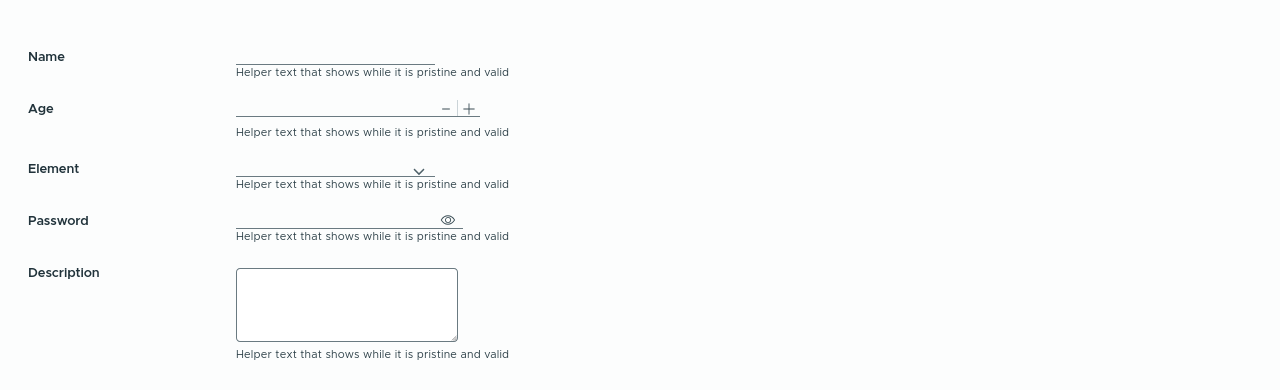 Name
Helper text that shows while it is pristine and valid
Age
Helper text that shows while it is pristine and valid
Element
Helper text that shows while it is pristine and valid
Password
Helper text that shows while it is pristine and valid
Description
Helper text that shows while it is pristine and valid